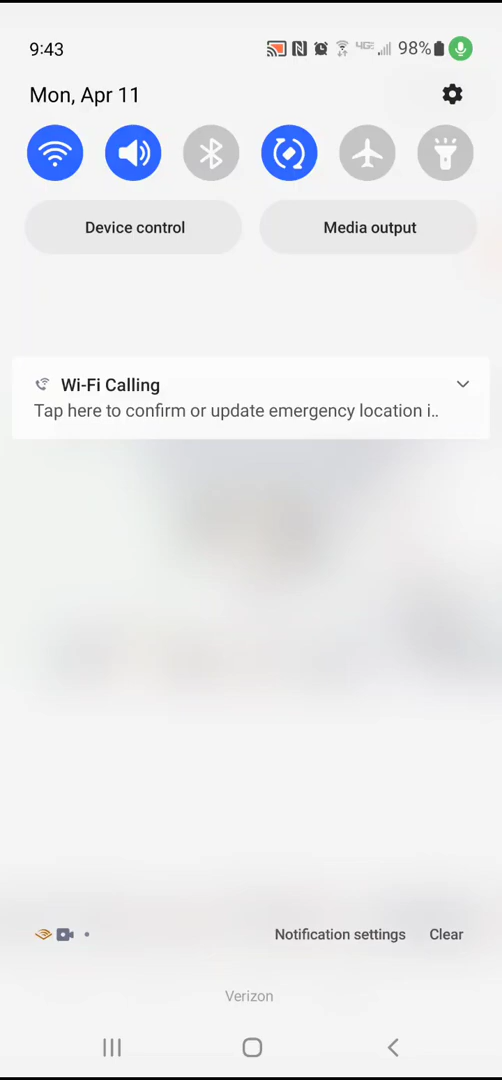 9:43
4GE 98%
Mon, Apr 11
Device control
Media output
Wi-Fi Calling
Tap here to confirm or update emergency location i..
Notification settings Clear
Verizon